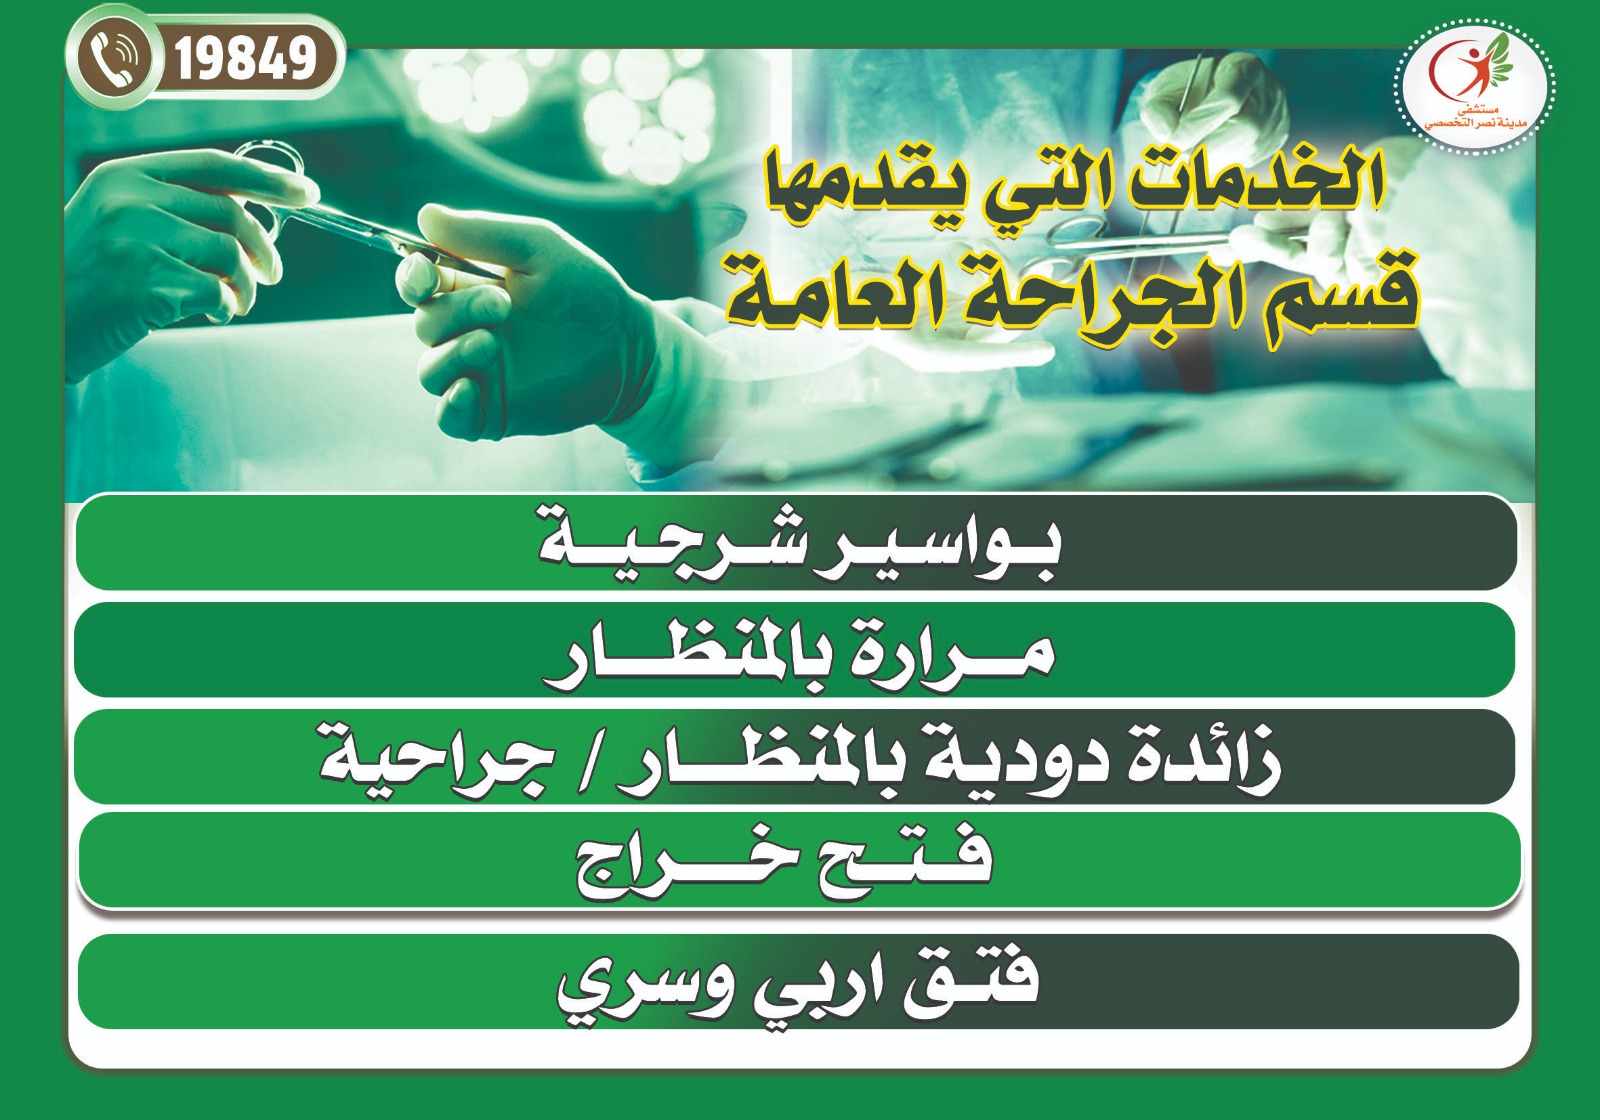 19849
مستشفى
مدينة نصر التخصصي
الخدمات التي يقدمها
قسم الجراحة العامة
بواسير شرجية
مرارة بالمنظار
زائدة دودية بالمنظار / جراحية
فتح خراج
فتق اربي وسري